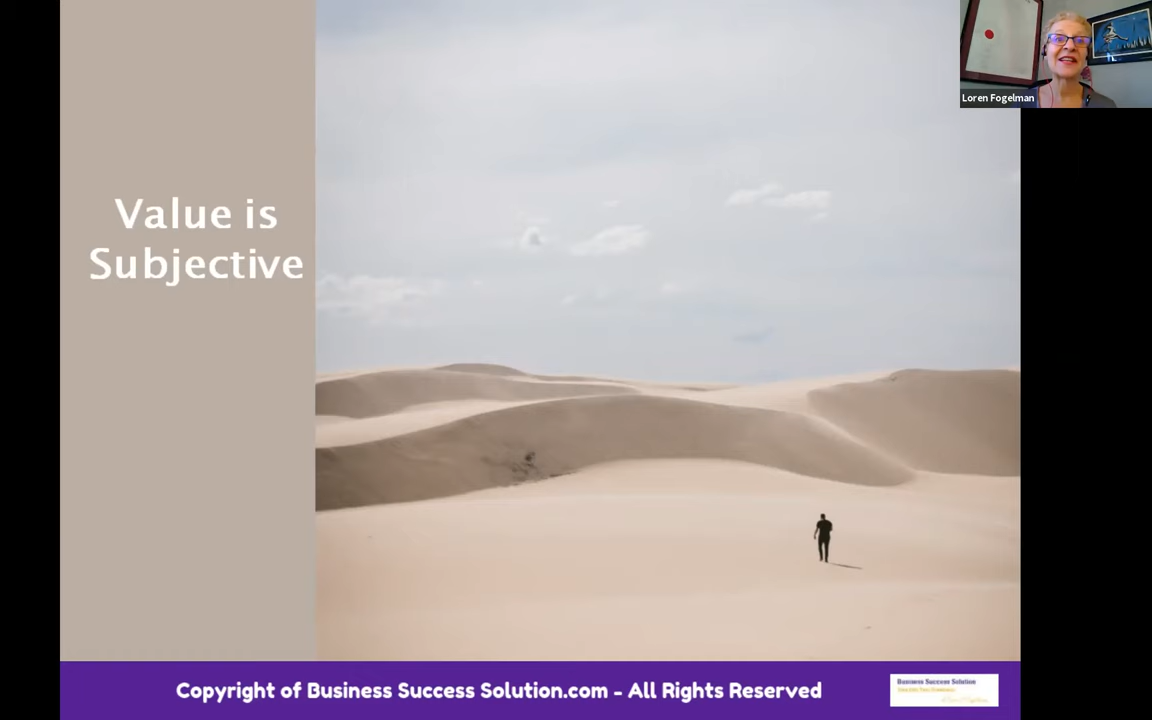 Loren Fogelman
Value is
Subjective
Copyright of Business Success Solution.com - All Rights Reserved
Business Success Solution